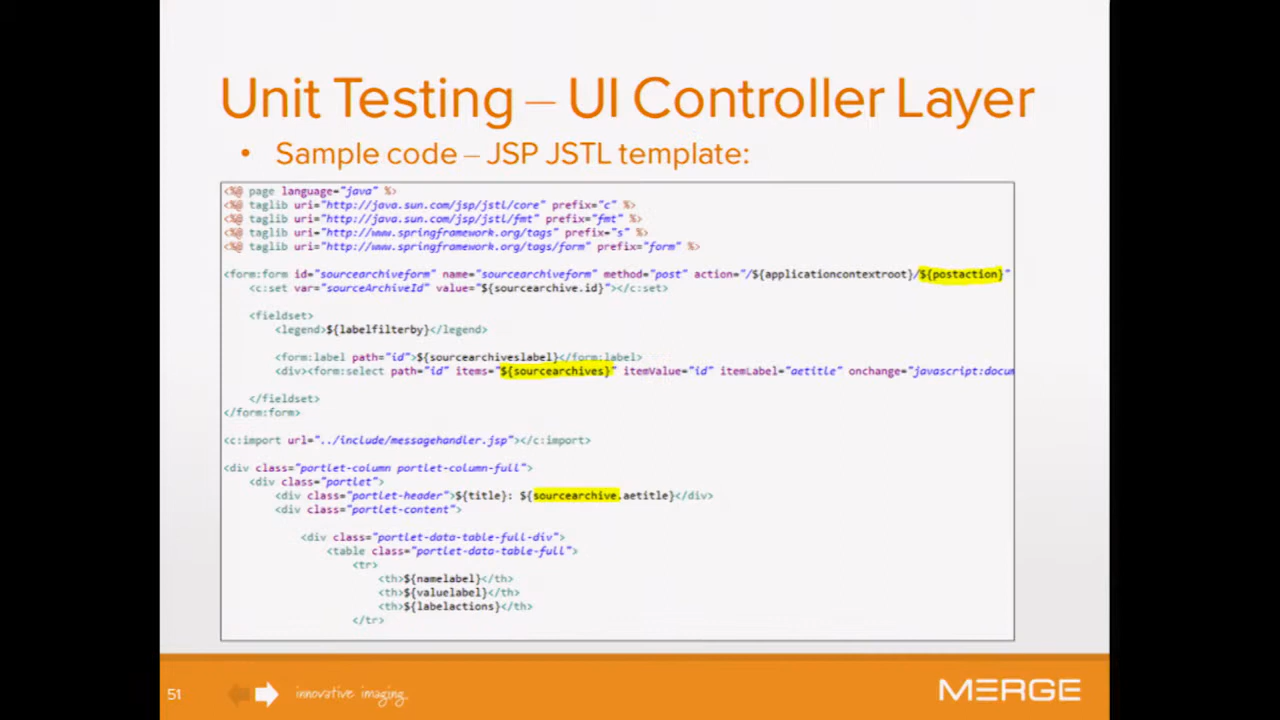 Unit Testing – UI Controller Layer
• Sample code – JSP JSTL template:
<%@ page language="java" %>
<%@ taglib uri="http://java.sun.com/jsp/jstl/core" prefix="c" %>
<%@ taglib uri="http://java.sun.com/jsp/jstl/fmt" prefix="fmt" %>
<%@ taglib uri="http://www.springframework.org/tags" prefix="s" %>
<%@ taglib uri="http://www.springframework.org/tags/form" prefix="form" %>
<form:form id="sourcearchiveform" name="sourcearchiveform" method="post" action="/${applicationcontextroot}/${postaction}"
<c:set var="sourceArchiveId" value="${sourcearchive.id}"></c:set>
<fieldset>
<legend>${labelfilterby}</legend>
<form:label path="id">${sourcearchiveslabel}</form:label>
<div><form:select path="id" items="${sourcearchives}" itemValue="id" itemLabel="aetitle" onchange="javascript:docum
</fieldset>
</form:form>
<c:import url="../include/messagehandler.jsp"></c:import>
<div class="portlet-column portlet-column-full">
<div class="portlet">
<div class="portlet-header">${title}: ${sourcearchive.aetitle}</div>
<div class="portlet-content">
<div class="portlet-data-table-full-div">
<table class="portlet-data-table-full">
<tr>
<th>${namelabel}</th>
<th>${valuelabel}</th>
<th>${labelactions}</th>
</tr>
51
innovative imaging.
MERGE